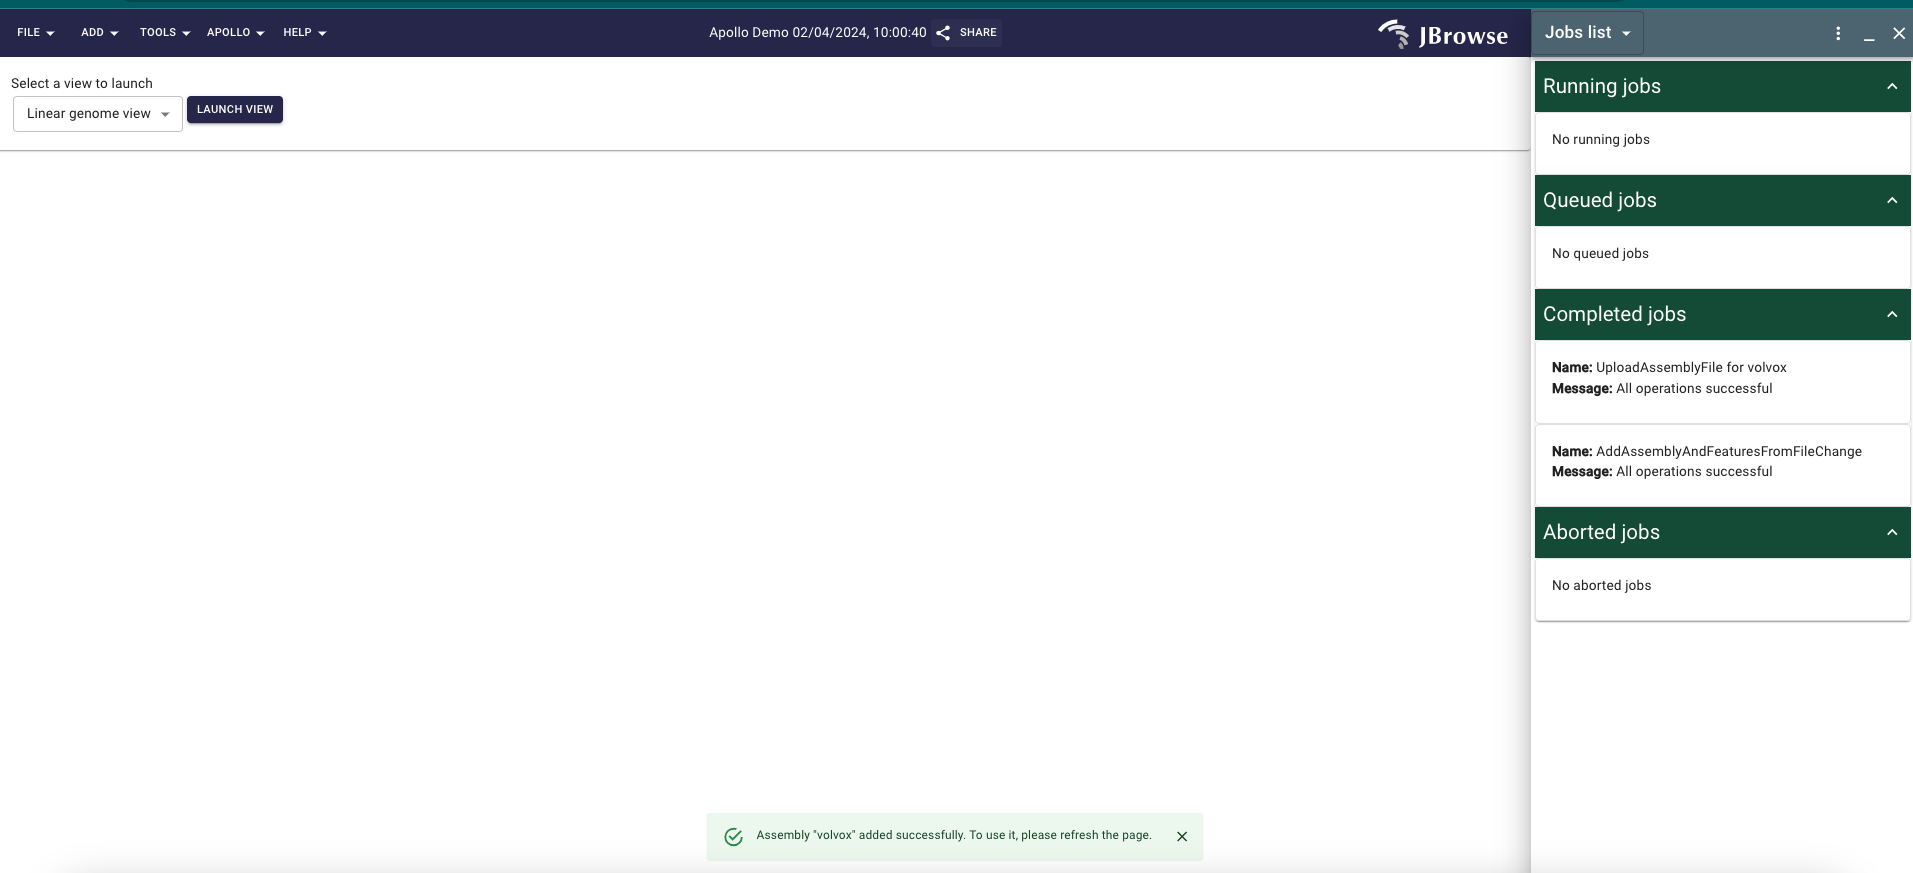 FILE ADD TOOLS APOLLO HELP
Apollo Demo 02/04/2024, 10:00:40 SHARE
JBrowse
Select a view to launch
Linear genome view LAUNCH VIEW
Jobs list
Running jobs
No running jobs
Queued jobs
No queued jobs
Completed jobs
Name: UploadAssemblyFile for volvox
Message: All operations successful
Name: AddAssemblyAndFeaturesFromFileChange
Message: All operations successful
Aborted jobs
No aborted jobs
Assembly "volvox" added successfully. To use it, please refresh the page.